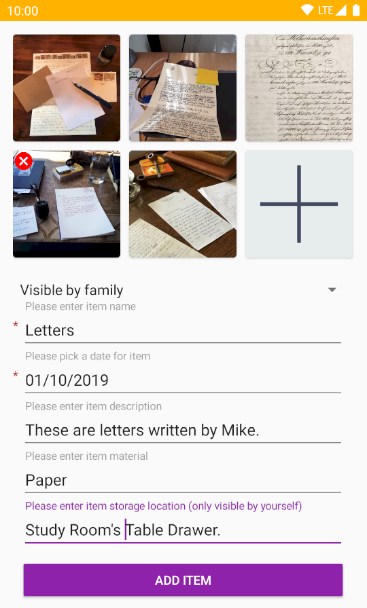 10:00 LTE
Visible by family
Please enter item name
* Letters
Please pick a date for item
* 01/10/2019
Please enter item description
These are letters written by Mike.
Please enter item material
Paper
Please enter item storage location (only visible by yourself)
Study Room's Table Drawer.
ADD ITEM